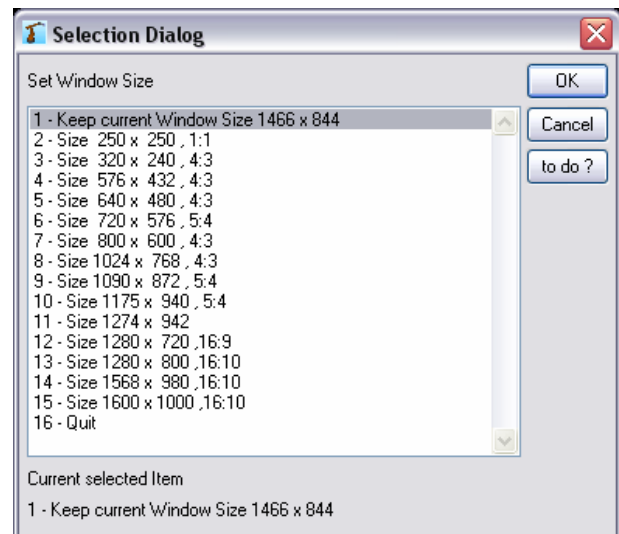 Selection Dialog
Set Window Size
OK
1 - Keep current Window Size 1466 x 844
Cancel
2 - Size 250 x 250 , 1:1
3 - Size 320 x 240 , 4:3
to do ?
4 - Size 576 x 432 , 4:3
5 - Size 640 x 480 , 4:3
6 - Size 720 x 576 , 5:4
7 - Size 800 x 600 , 4:3
8 - Size 1024 x 768 , 4:3
9 - Size 1090 x 872 , 5:4
10 - Size 1175 x 940 , 5:4
11 - Size 1274 x 942
12 - Size 1280 x 720 ,16:9
13 - Size 1280 x 800 ,16:10
14 - Size 1568 x 980 ,16:10
15 - Size 1600 x 1000 ,16:10
16 - Quit
Current selected Item
1 - Keep current Window Size 1466 x 844